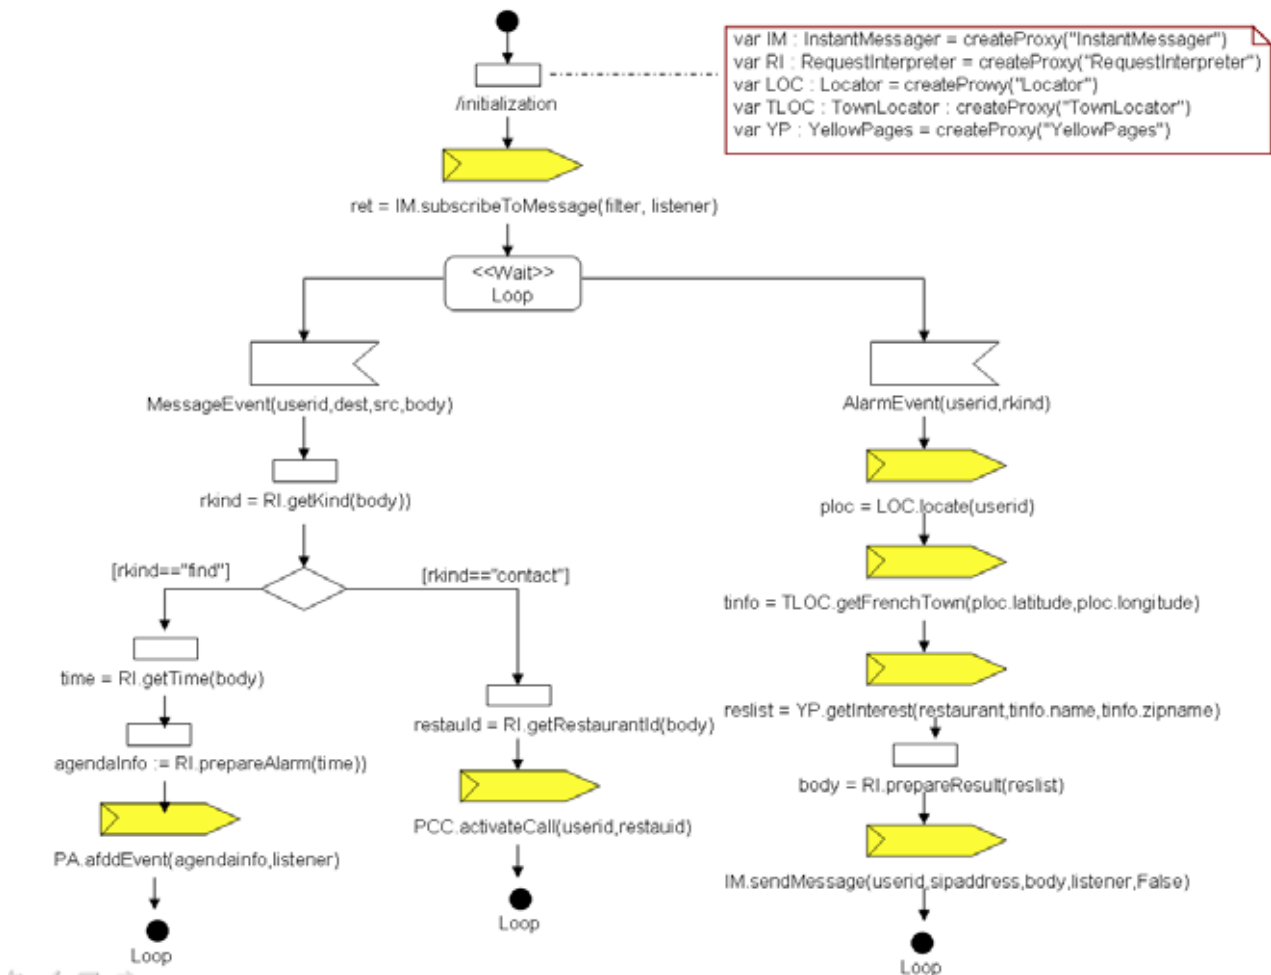 var IM : InstantMessager = createProxy("InstantMessager")
var RI : RequestInterpreter = createProxy("RequestInterpreter")
var LOC : Locator = createProwy("Locator")
var TLOC : TownLocator : createProxy("TownLocator")
var YP : YellowPages = createProxy("YellowPages")
/initialization
ret = IM.subscribeToMessage(filter, listener)
<<Wait>>
Loop
MessageEvent(userid,dest,src,body)
rkind = RI.getKind(body))
[rkind=="find"]
[rkind=="contact"]
time = RI.getTime(body)
agendaInfo := RI.prepareAlarm(time))
PA.afddEvent(agendainfo,listener)
Loop
restauId = RI.getRestaurantId(body)
PCC.activateCall(userid,restauid)
Loop
AlarmEvent(userid,rkind)
ploc = LOC.locate(userid)
tinfo = TLOC.getFrenchTown(ploc.latitude,ploc.longitude)
reslist = YP.getInterest(restaurant,tinfo.name,tinfo.zipname)
body = RI.prepareResult(reslist)
IM.sendMessage(userid,sipaddress,body,listener,False)
Loop